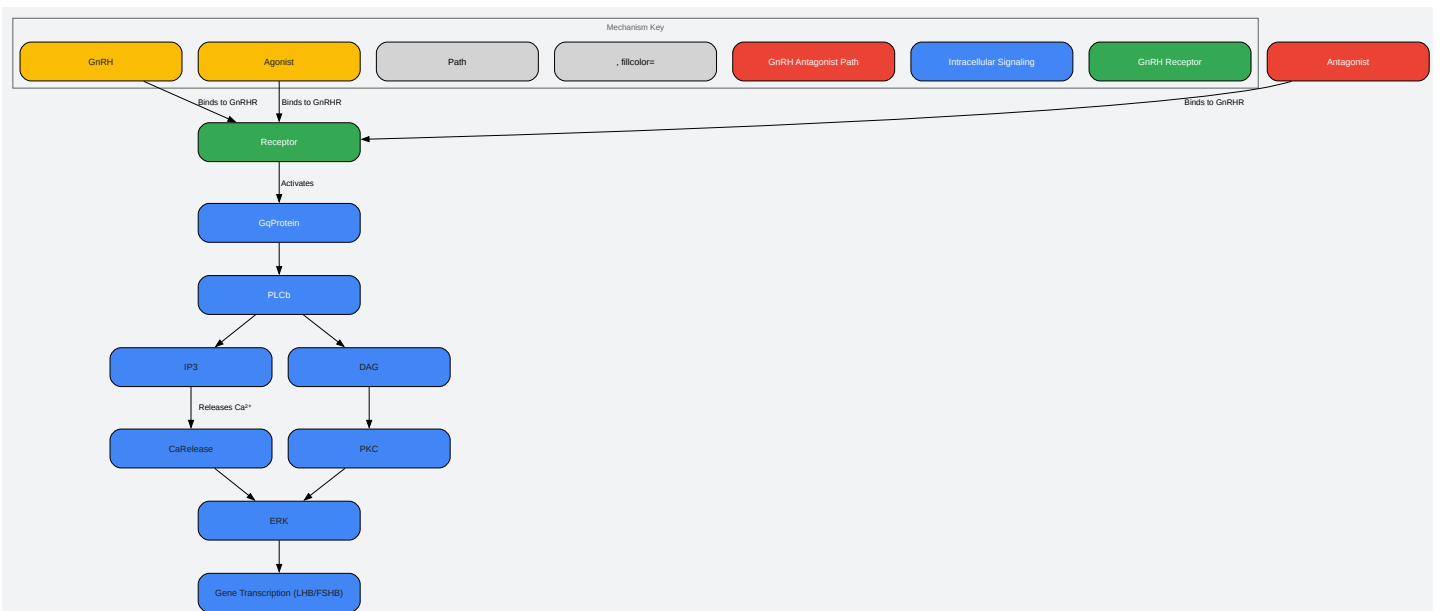 Mechanism Key
GnRH
Agonist
Path
, fillcolor=
GnRH Antagonist Path
Intracellular Signaling
GnRH Receptor
Antagonist
Binds to GnRHR
Binds to GnRHR
Binds to GnRHR
Receptor
Activates
GqProtein
PLCb
IP3
DAG
Releases Ca²⁺
CaRelease
PKC
ERK
Gene Transcription (LHB/FSHB)